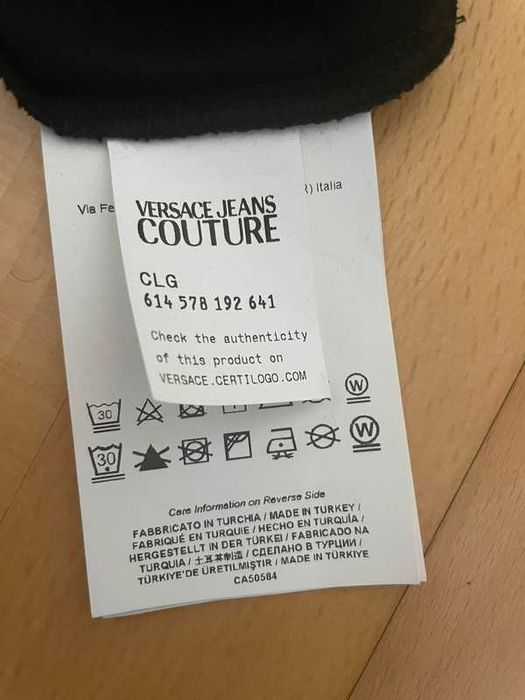 Via Fe
R) Italia
VERSACE JEANS
COUTURE
CLG
614 578 192 641
Check the authenticity
of this product on
VERSACE.CERTILOGO.COM
30
W
30
W
Care Information on Reverse Side
FABBRICATO IN TURCHIA / MADE IN TURKEY /
FABRIQUÉ EN TURQUIE / HECHO EN TURQUÍA /
HERGESTELLT IN DER TÜRKEI / FABRICADO NA
TURQUIA / 土耳其制造 / СДЕЛАНО В ТУРЦИИ /
TÜRKİYE'DE ÜRETİLMİŞTİR / MADE IN TÜRKİYE
CA50584